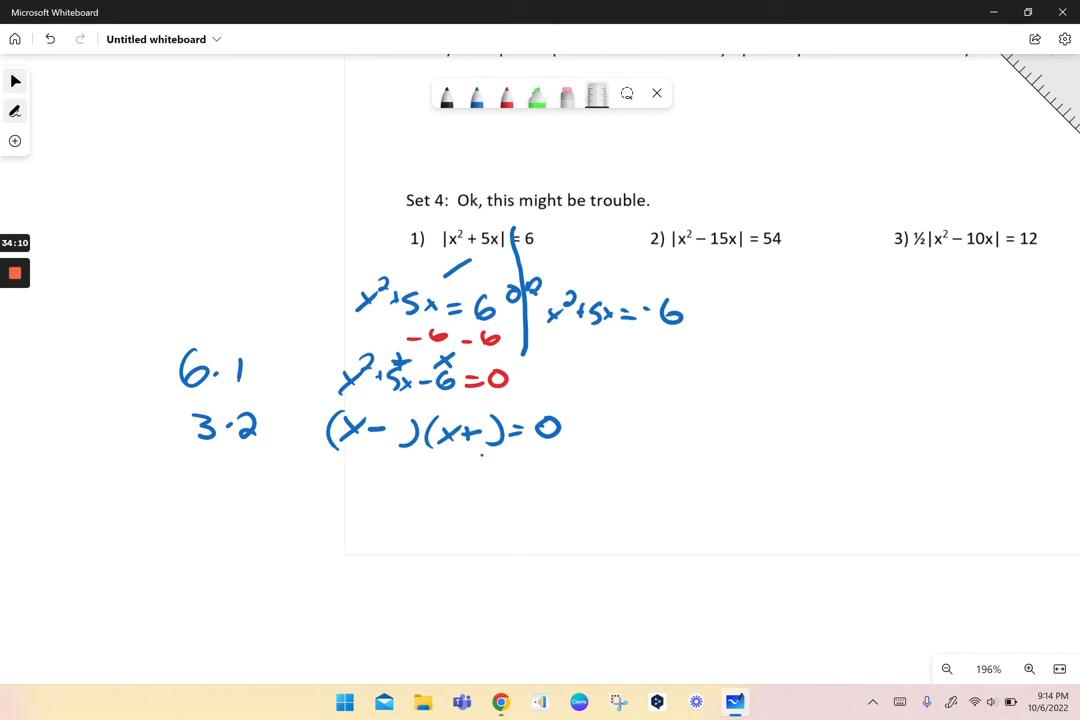 Microsoft Whiteboard
Untitled whiteboard
34:10
Set 4: Ok, this might be trouble.
1) |x² + 5x| = 6
2) |x² – 15x| = 54
3) ½|x² – 10x| = 12
x²+5x = 6
or
x²+5x = -6
-6 -6
x²+5x-6 = 0
6·1
3·2
(x- )(x+ )= 0
196%
9:14 PM
10/6/2022